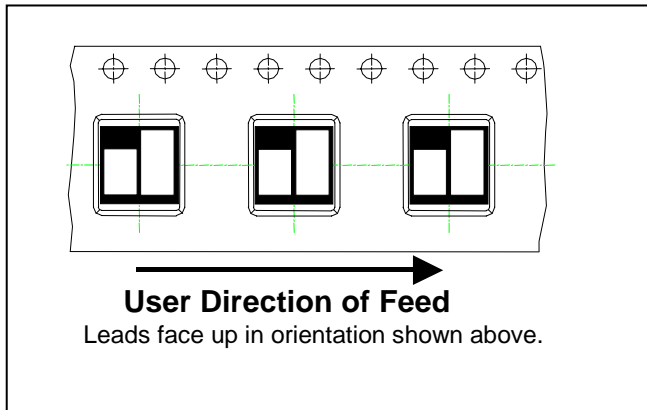 User Direction of Feed
Leads face up in orientation shown above.